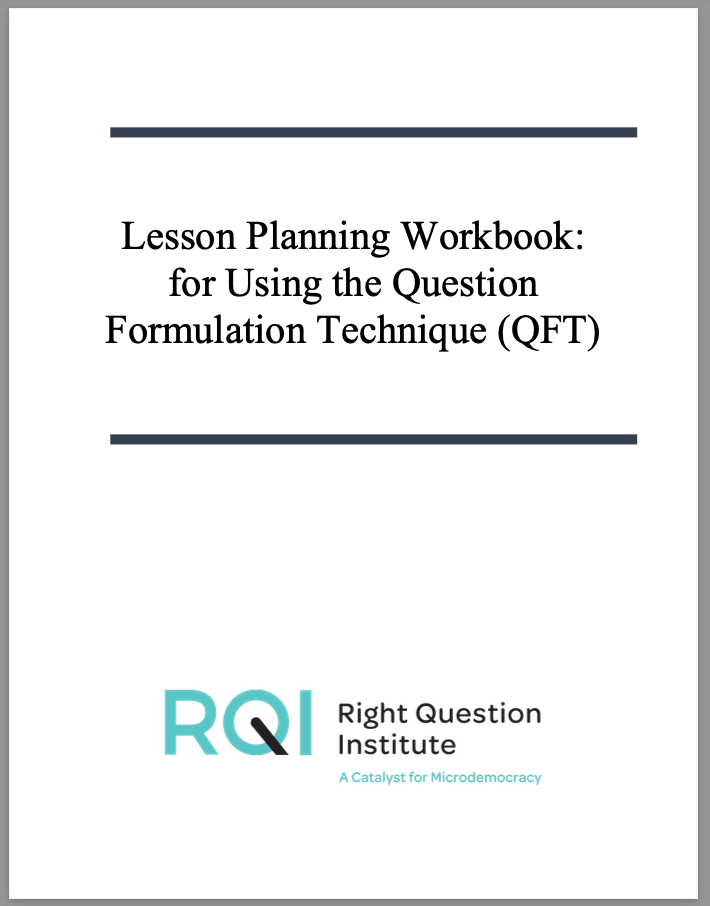 Lesson Planning Workbook:
for Using the Question
Formulation Technique (QFT)
RQI
Right Question
Institute
A Catalyst for Microdemocracy